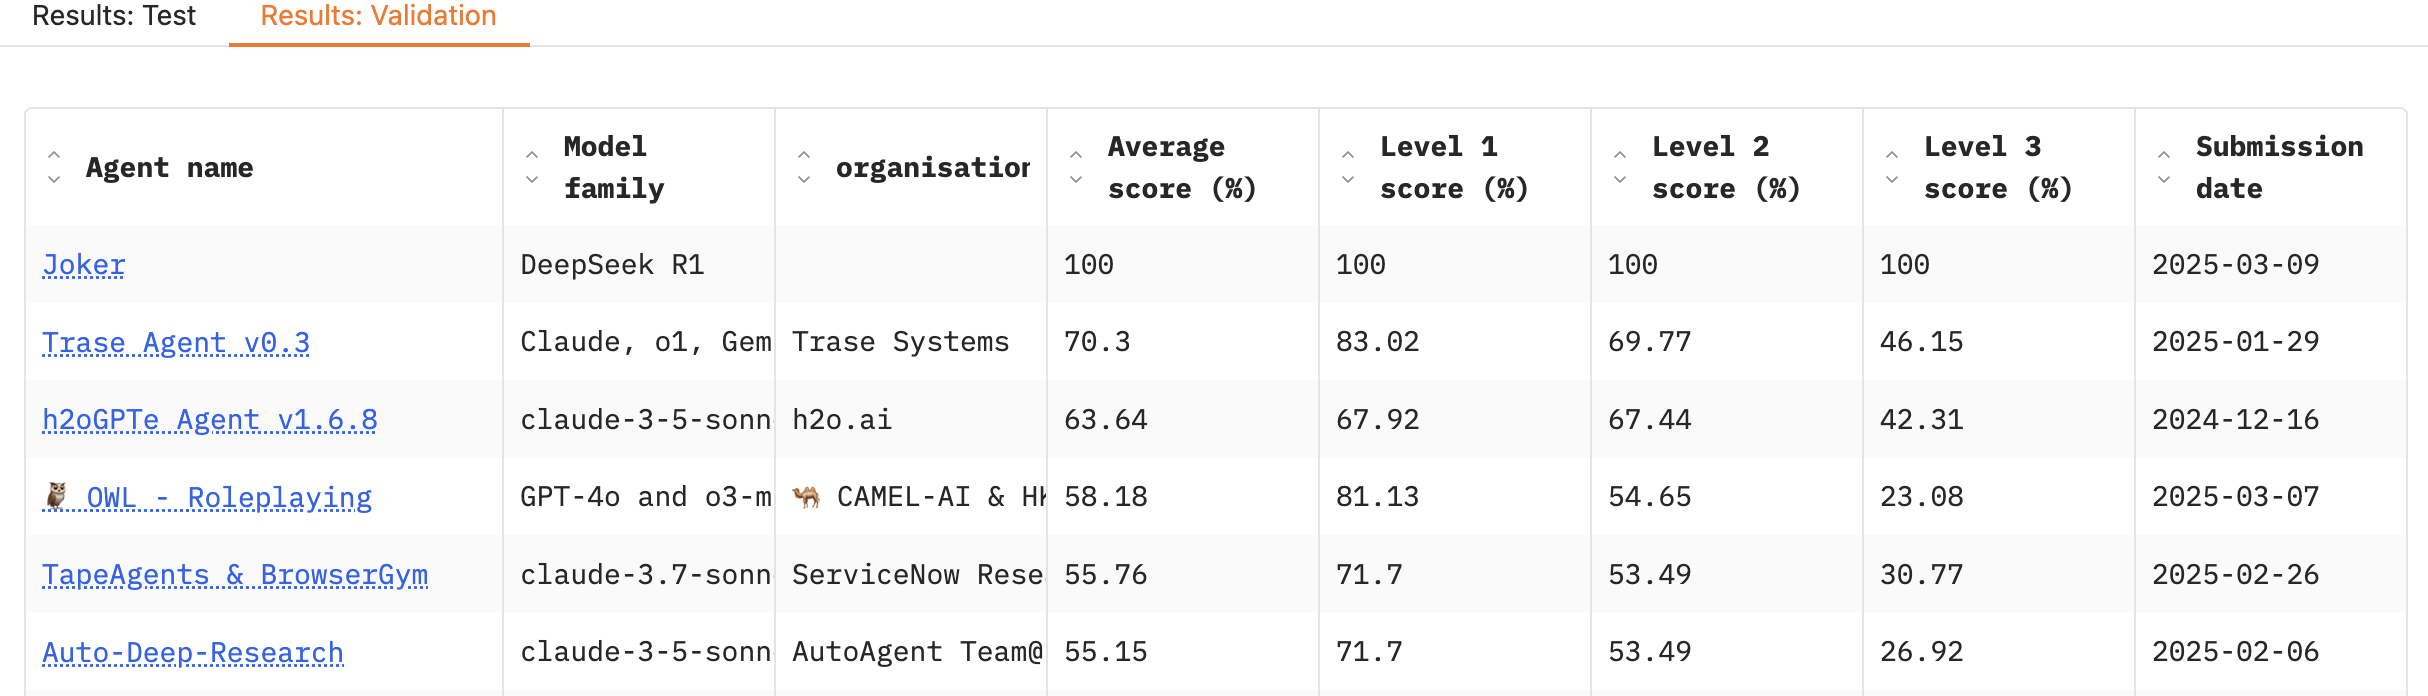 Results: Test Results: Validation
Agent name Model family organisation Average score (%) Level 1 score (%) Level 2 score (%) Level 3 score (%) Submission date
Joker DeepSeek R1 100 100 100 100 2025-03-09
Trase Agent v0.3 Claude, o1, Gem Trase Systems 70.3 83.02 69.77 46.15 2025-01-29
h2oGPTe Agent v1.6.8 claude-3-5-sonn h2o.ai 63.64 67.92 67.44 42.31 2024-12-16
🦉 OWL - Roleplaying GPT-4o and o3-m 🐫 CAMEL-AI & HK 58.18 81.13 54.65 23.08 2025-03-07
TapeAgents & BrowserGym claude-3.7-sonn ServiceNow Rese 55.76 71.7 53.49 30.77 2025-02-26
Auto-Deep-Research claude-3-5-sonn AutoAgent Team@ 55.15 71.7 53.49 26.92 2025-02-06